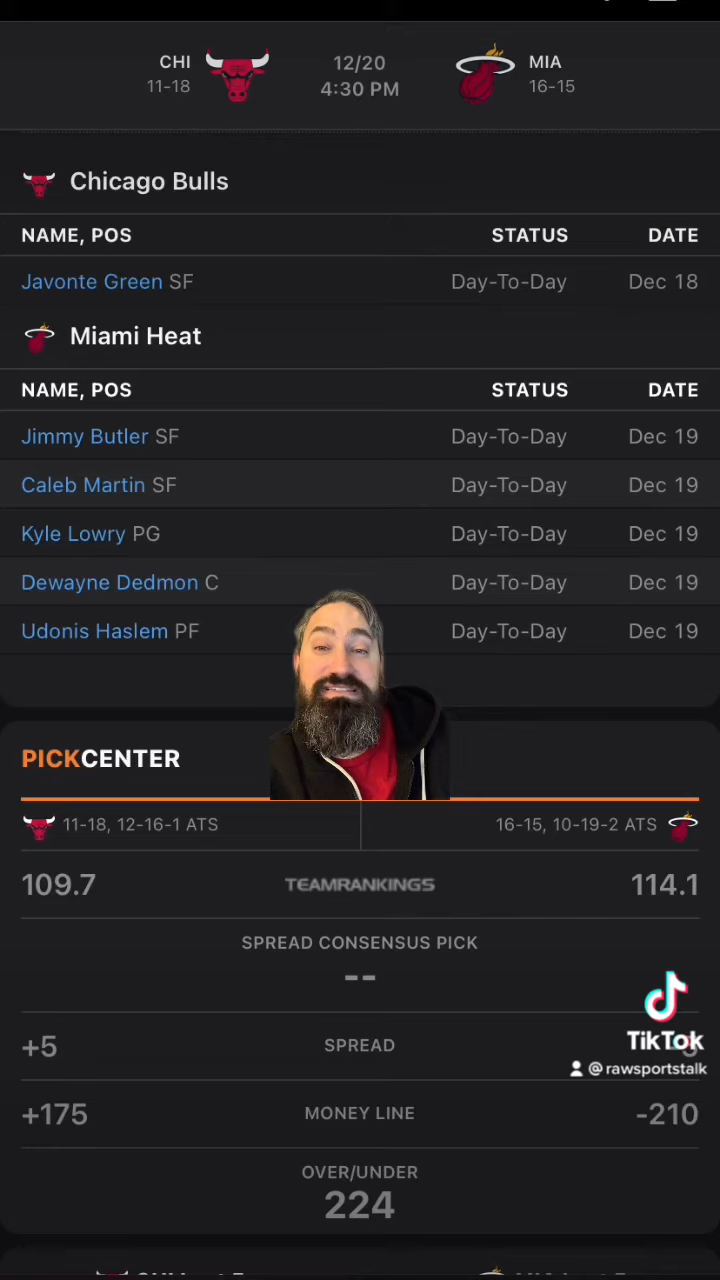 CHI 12/20 MIA
11-18 4:30 PM 16-15
Chicago Bulls
NAME, POS STATUS DATE
Javonte Green SF Day-To-Day Dec 18
Miami Heat
NAME, POS STATUS DATE
Jimmy Butler SF Day-To-Day Dec 19
Caleb Martin SF Day-To-Day Dec 19
Kyle Lowry PG Day-To-Day Dec 19
Dewayne Dedmon C Day-To-Day Dec 19
Udonis Haslem PF Day-To-Day Dec 19
PICKCENTER
11-18, 12-16-1 ATS 16-15, 10-19-2 ATS
109.7 TEAMRANKINGS 114.1
SPREAD CONSENSUS PICK
--
+5 SPREAD
TikTok
@rawsportstalk
+175 MONEY LINE -210
OVER/UNDER
224